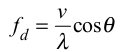 f_d = \frac{v}{\lambda} \cos\theta